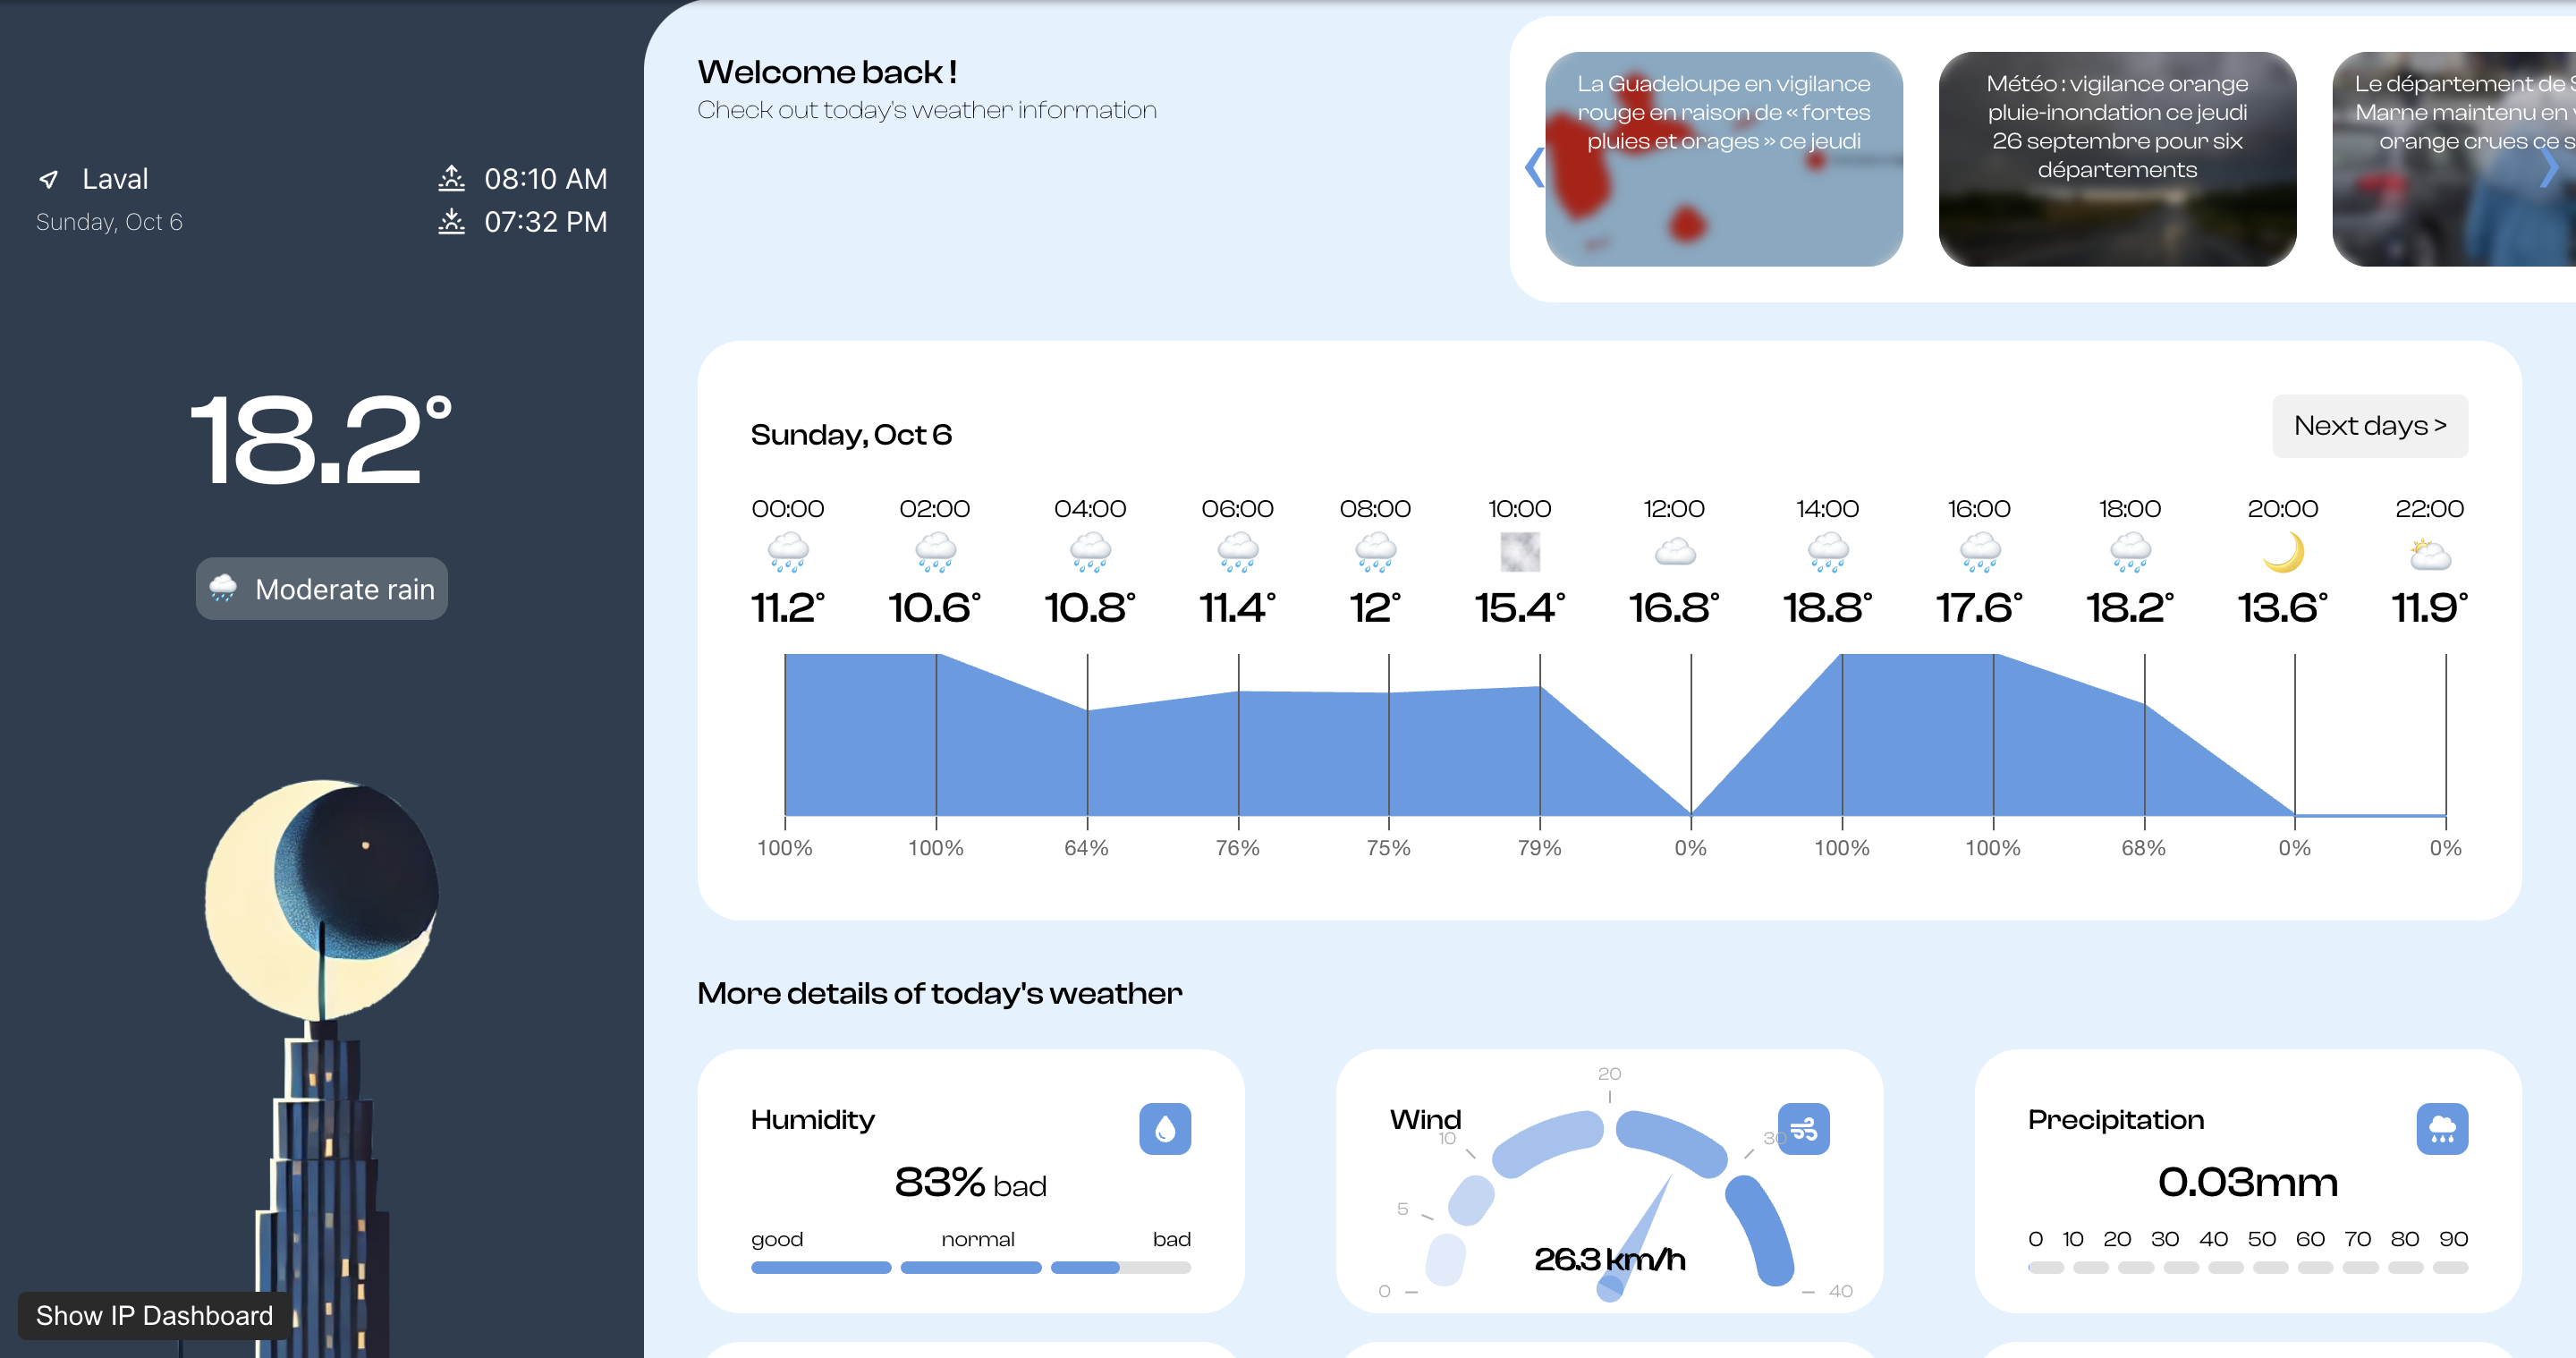 Laval
08:10 AM
Sunday, Oct 6
07:32 PM
18.2°
Moderate rain
Show IP Dashboard
Welcome back !
Check out today's weather information
La Guadeloupe en vigilance
rouge en raison de « fortes
pluies et orages » ce jeudi
Météo : vigilance orange
pluie-inondation ce jeudi
26 septembre pour six
départements
Le département de
Marne maintenu en
orange crues ce s
Sunday, Oct 6
Next days >
00:00 02:00 04:00 06:00 08:00 10:00 12:00 14:00 16:00 18:00 20:00 22:00
11.2° 10.6° 10.8° 11.4° 12° 15.4° 16.8° 18.8° 17.6° 18.2° 13.6° 11.9°
100% 100% 64% 76% 75% 79% 0% 100% 100% 68% 0% 0%
More details of today's weather
Humidity
83% bad
good normal bad
Wind
0 5 10 20 30 40
26.3 km/h
Precipitation
0.03mm
0 10 20 30 40 50 60 70 80 90